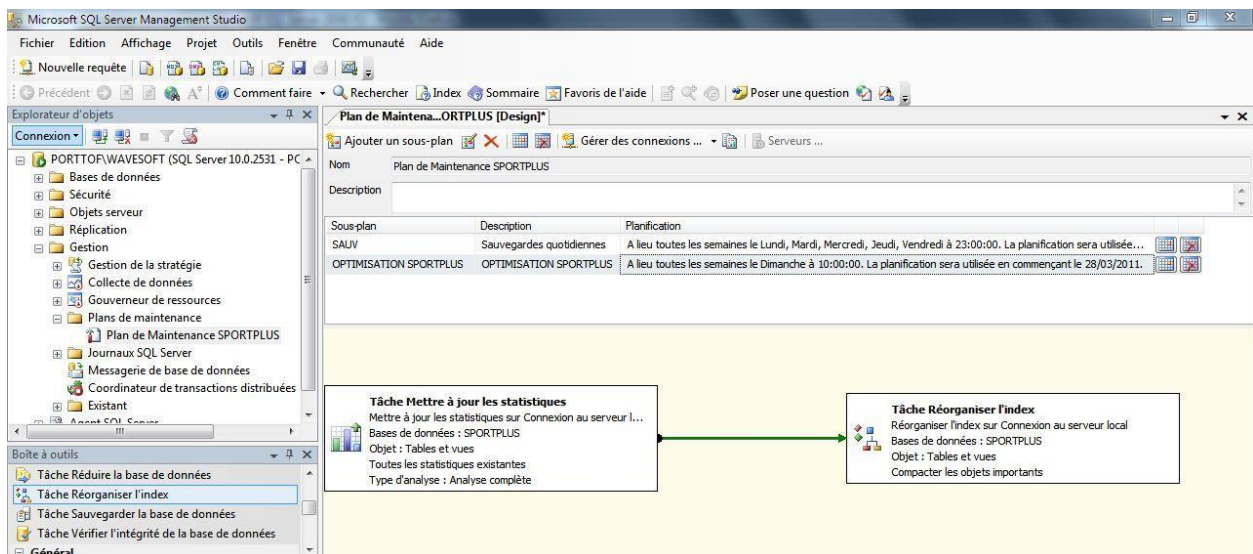 Microsoft SQL Server Management Studio
Fichier Edition Affichage Projet Outils Fenêtre Communauté Aide
Nouvelle requête
Précédent Comment faire Rechercher Index Sommaire Favoris de l'aide Poser une question
Explorateur d'objets
Connexion
PORTTOF\WAVESOFT (SQL Server 10.0.2531 - PC
Bases de données
Sécurité
Objets serveur
Réplication
Gestion
Gestion de la stratégie
Collecte de données
Gouverneur de ressources
Plans de maintenance
Plan de Maintenance SPORTPLUS
Journaux SQL Server
Messagerie de base de données
Coordinateur de transactions distribuées
Existant
Agent SQL Server
Boîte à outils
Tâche Réduire la base de données
Tâche Réorganiser l'index
Tâche Sauvegarder la base de données
Tâche Vérifier l'intégrité de la base de données
Général
Plan de Maintena...ORTPLUS [Design]*
Ajouter un sous-plan Gérer des connexions ... Serveurs ...
Nom Plan de Maintenance SPORTPLUS
Description
Sous-plan Description Planification
SAUV Sauvegardes quotidiennes A lieu toutes les semaines le Lundi, Mardi, Mercredi, Jeudi, Vendredi à 23:00:00. La planification sera utilisée...
OPTIMISATION SPORTPLUS OPTIMISATION SPORTPLUS A lieu toutes les semaines le Dimanche à 10:00:00. La planification sera utilisée en commençant le 28/03/2011.
Tâche Mettre à jour les statistiques
Mettre à jour les statistiques sur Connexion au serveur l...
Bases de données : SPORTPLUS
Objet : Tables et vues
Toutes les statistiques existantes
Type d'analyse : Analyse complète
Tâche Réorganiser l'index
Réorganiser l'index sur Connexion au serveur local
Bases de données : SPORTPLUS
Objet : Tables et vues
Compacter les objets importants